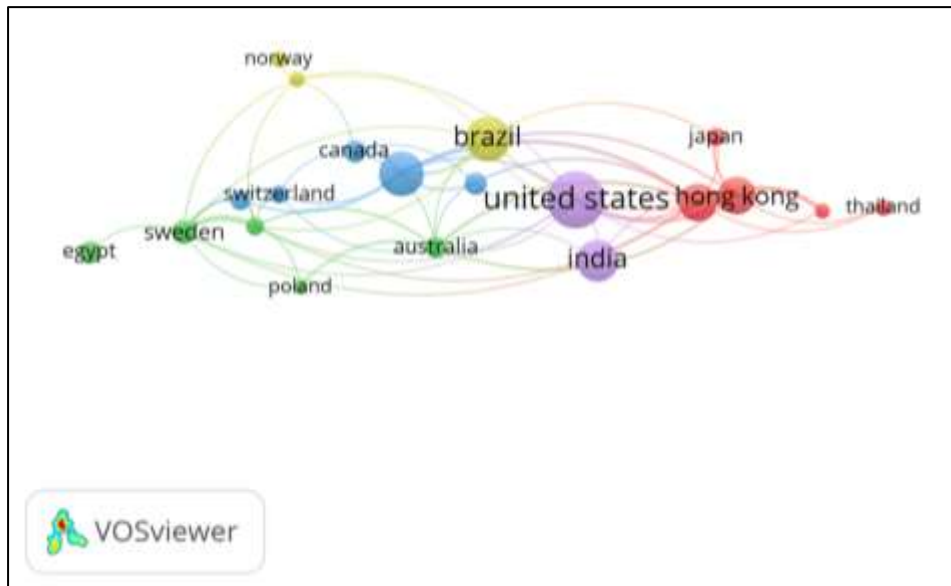 norway
brazil
japan
canada
switzerland
united states
hong kong
thailand
sweden
egypt
australia
india
poland
VOSviewer